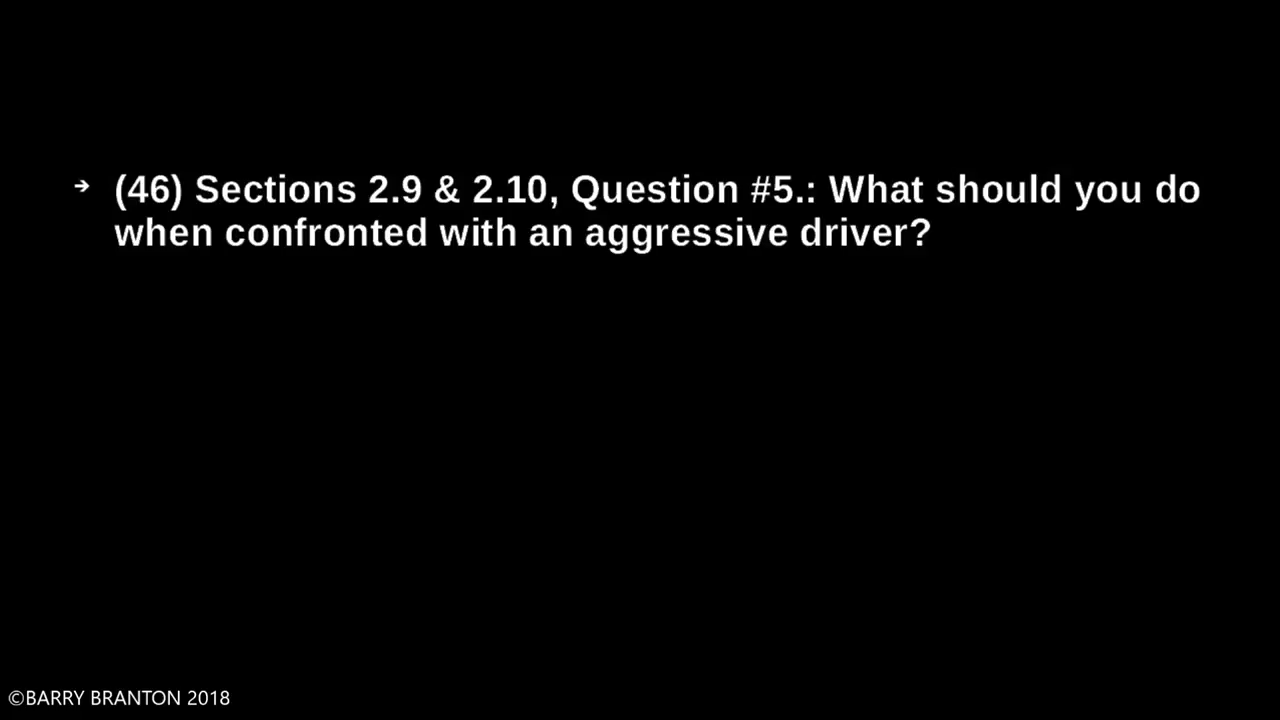 ➔ (46) Sections 2.9 & 2.10, Question #5.: What should you do
when confronted with an aggressive driver?
©BARRY BRANTON 2018